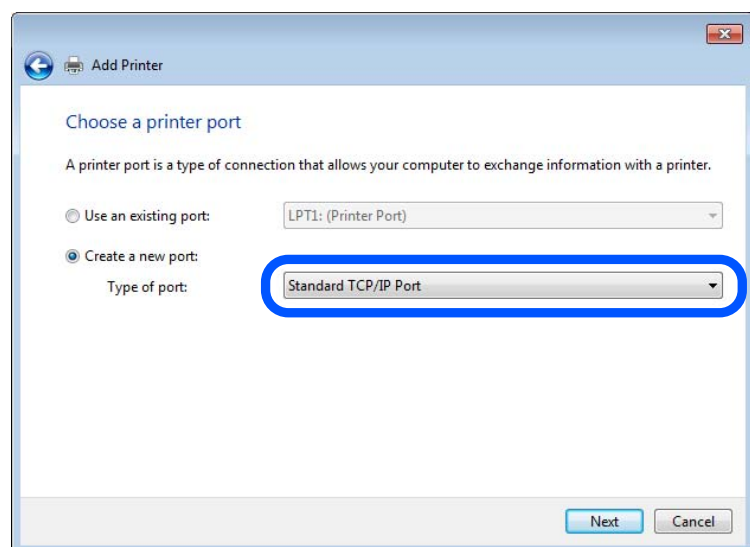 Add Printer
Choose a printer port
A printer port is a type of connection that allows your computer to exchange information with a printer.
Use an existing port: LPT1: (Printer Port)
Create a new port:
Type of port: Standard TCP/IP Port
Next Cancel